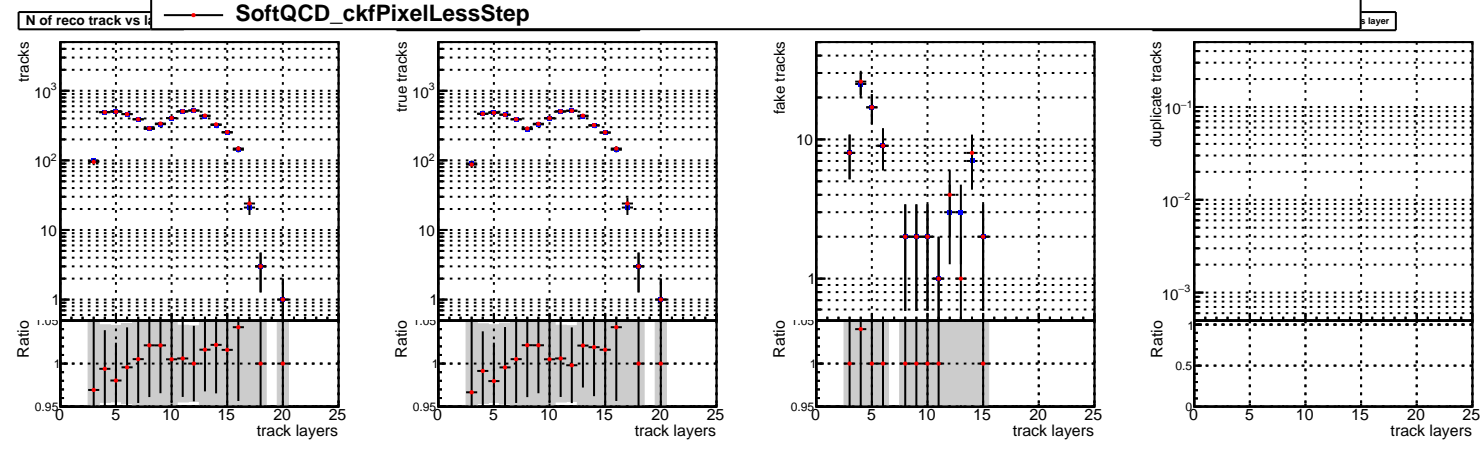 SoftQCD_ckfPixelLessStep
N of reco track vs la
s layer
tracks
10³
10²
10
1
Ratio
1.05
1
0.95
0 5 10 15 20 25
track layers
true tracks
10³
10²
10
1
Ratio
1.05
1
0.95
0 5 10 15 20 25
track layers
fake tracks
10
1
Ratio
1.05
1
0.95
0 5 10 15 20 25
track layers
duplicate tracks
10⁻¹
10⁻²
10⁻³
Ratio
1
0.5
0
0 5 10 15 20 25
track layers